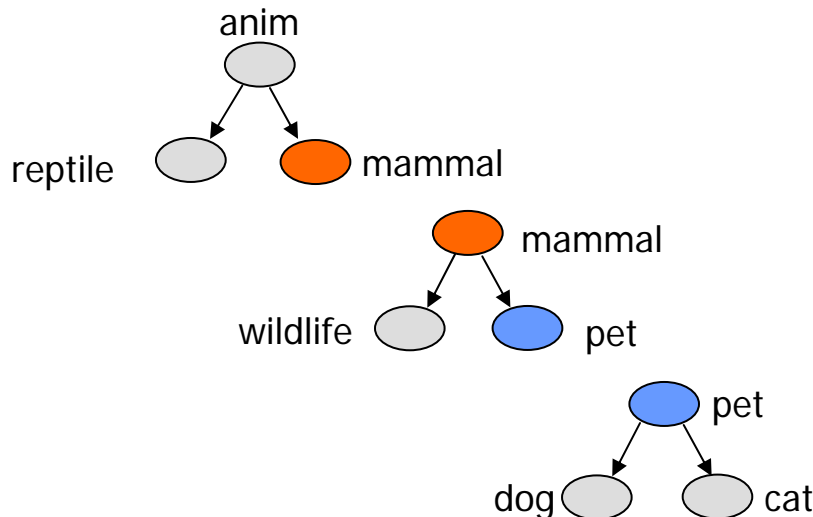 anim
reptile
mammal
mammal
wildlife
pet
pet
dog
cat